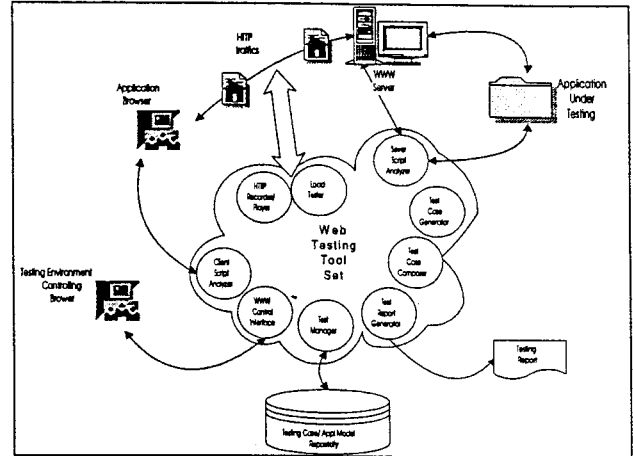 HTTP
traffics
WWW
Server
Application
Browser
Application
Under
Testing
Sever
Script
Analyzer
HTTP
Recorder/
Player
Load
Tester
Test
Case
Generator
Web
Testing
Tool
Set
Test
Case
Composer
Client
Script
Analyzer
Testing Environment
Controlling
Brower
WWW
Control
Interface
Test
Manager
Test
Report
Generator
Testing
Report
Testing Case/ Appl Model
Repository